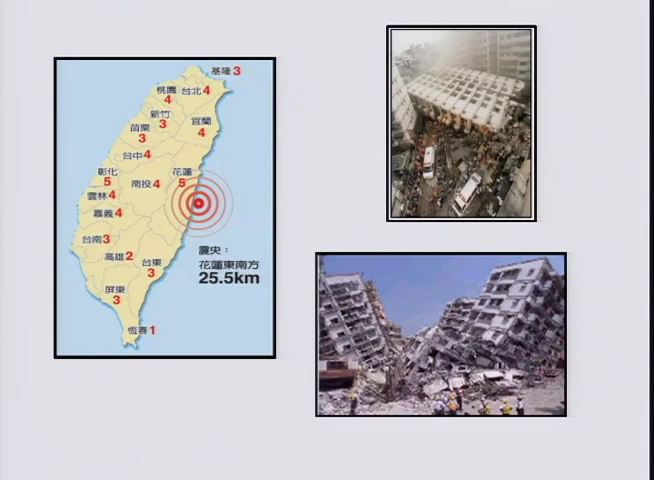 基隆 3
桃園 4
台北 4
新竹 3
苗栗 3
宜蘭 4
台中 4
彰化 5
南投 4
花蓮 5
雲林 4
嘉義 4
台南 3
高雄 2
台東 3
屏東 3
恆春 1
震央：
花蓮東南方
25.5km